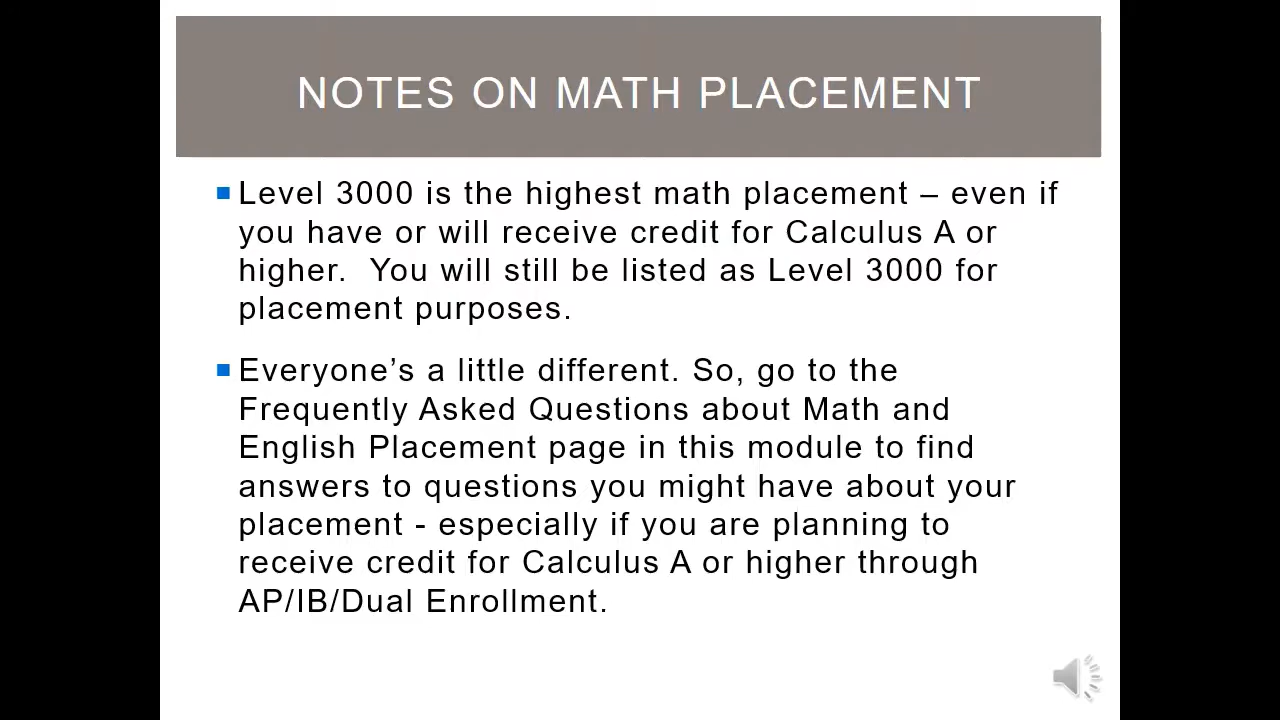 NOTES ON MATH PLACEMENT
Level 3000 is the highest math placement – even if
you have or will receive credit for Calculus A or
higher.  You will still be listed as Level 3000 for
placement purposes.
Everyone’s a little different. So, go to the
Frequently Asked Questions about Math and
English Placement page in this module to find
answers to questions you might have about your
placement - especially if you are planning to
receive credit for Calculus A or higher through
AP/IB/Dual Enrollment.